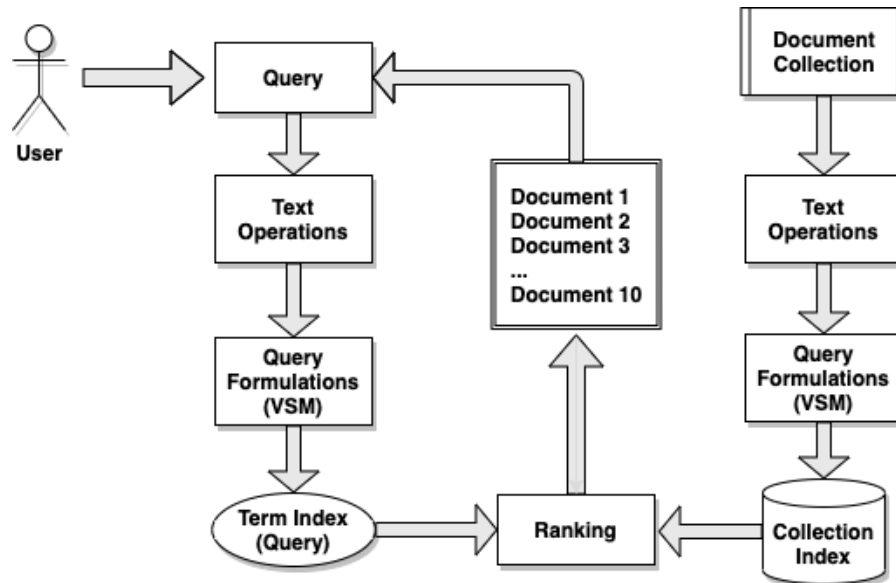 User
Query
Text
Operations
Query
Formulations
(VSM)
Term Index
(Query)
Document 1
Document 2
Document 3
...
Document 10
Ranking
Document
Collection
Text
Operations
Query
Formulations
(VSM)
Collection
Index